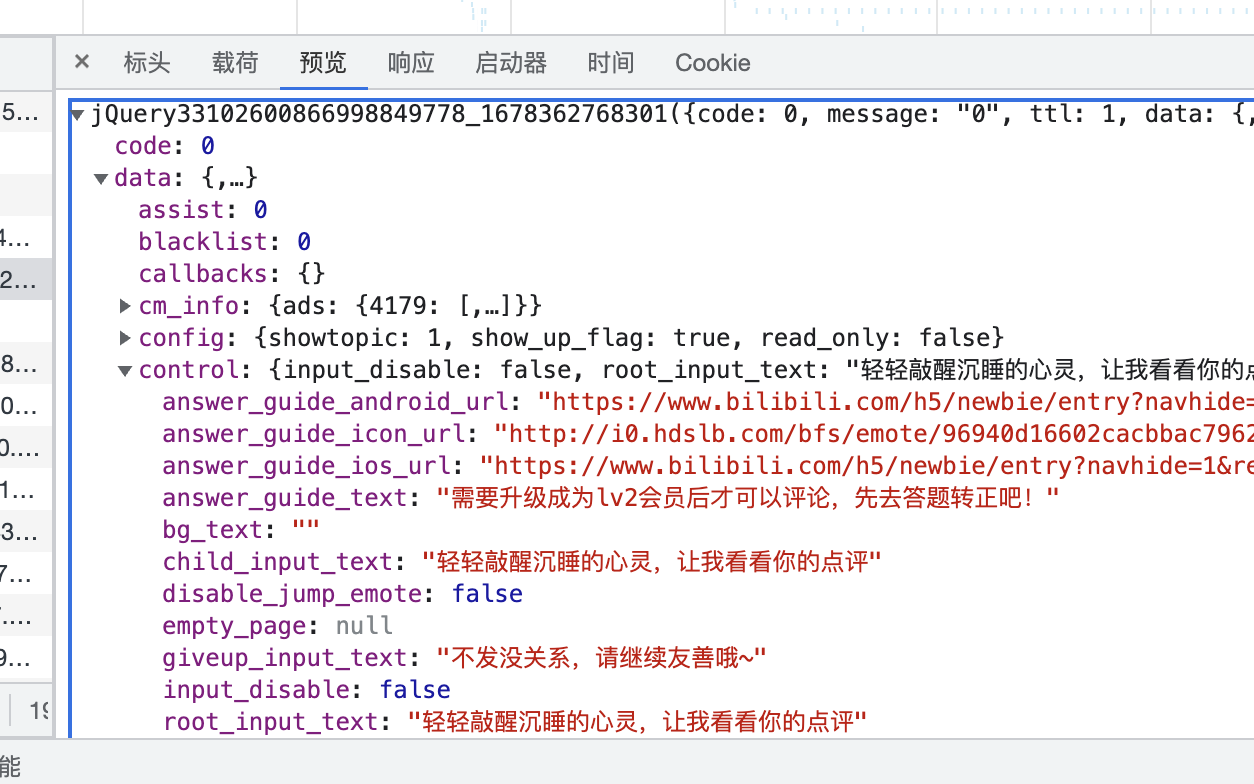 × 标头 载荷 预览 响应 启动器 时间 Cookie
5…
4…
2…
8…
0…
0.…
1…
3…
7…
9…
19
能
jQuery33102600866998849778_1678362768301({code: 0, message: "0", ttl: 1, data: {,
code: 0
data: {,…}
assist: 0
blacklist: 0
callbacks: {}
cm_info: {ads: {4179: [,…]}}
config: {showtopic: 1, show_up_flag: true, read_only: false}
control: {input_disable: false, root_input_text: "轻轻敲醒沉睡的心灵，让我看看你的点
answer_guide_android_url: "https://www.bilibili.com/h5/newbie/entry?navhide=
answer_guide_icon_url: "http://i0.hdslb.com/bfs/emote/96940d16602cacbbac7962
answer_guide_ios_url: "https://www.bilibili.com/h5/newbie/entry?navhide=1&re
answer_guide_text: "需要升级成为lv2会员后才可以评论，先去答题转正吧！"
bg_text: ""
child_input_text: "轻轻敲醒沉睡的心灵，让我看看你的点评"
disable_jump_emote: false
empty_page: null
giveup_input_text: "不发没关系，请继续友善哦~"
input_disable: false
root_input_text: "轻轻敲醒沉睡的心灵，让我看看你的点评"